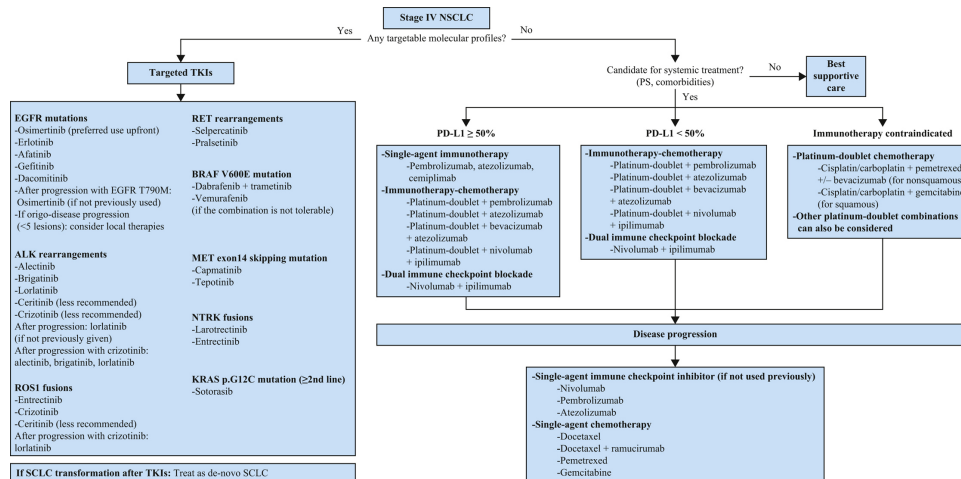 Stage IV NSCLC
Yes
Any targetable molecular profiles?
No
Targeted TKIs
EGFR mutations
-Osimertinib (preferred use upfront)
-Erlotinib
-Afatinib
-Gefitinib
-Dacomitinib
-After progression with EGFR T790M:
Osimertinib (if not previously used)
-If origo-disease progression
(<5 lesions): consider local therapies
ALK rearrangements
-Alectinib
-Brigatinib
-Lorlatinib
-Ceritinib (less recommended)
-Crizotinib (less recommended)
After progression: lorlatinib
(if not previously given)
After progression with crizotinib:
alectinib, brigatinib, lorlatinib
ROS1 fusions
-Entrectinib
-Crizotinib
-Ceritinib (less recommended)
After progression with crizotinib:
lorlatinib
RET rearrangements
-Selpercatinib
-Pralsetinib
BRAF V600E mutation
-Dabrafenib + trametinib
-Vemurafenib
(if the combination is not tolerable)
MET exon14 skipping mutation
-Capmatinib
-Tepotinib
NTRK fusions
-Larotrectinib
-Entrectinib
KRAS p.G12C mutation (≥2nd line)
-Sotorasib
If SCLC transformation after TKIs: Treat as de-novo SCLC
Candidate for systemic treatment?
(PS, comorbidities)
No
Best
supportive
care
Yes
PD-L1 ≥ 50%
-Single-agent immunotherapy
-Pembrolizumab, atezolizumab,
cemiplimab
-Immunotherapy-chemotherapy
-Platinum-doublet + pembrolizumab
-Platinum-doublet + atezolizumab
-Platinum-doublet + bevacizumab
+ atezolizumab
-Platinum-doublet + nivolumab
+ ipilimumab
-Dual immune checkpoint blockade
-Nivolumab + ipilimumab
PD-L1 < 50%
-Immunotherapy-chemotherapy
-Platinum-doublet + pembrolizumab
-Platinum-doublet + atezolizumab
-Platinum-doublet + bevacizumab
+ atezolizumab
-Platinum-doublet + nivolumab
+ ipilimumab
-Dual immune checkpoint blockade
-Nivolumab + ipilimumab
Immunotherapy contraindicated
-Platinum-doublet chemotherapy
-Cisplatin/carboplatin + pemetrexed
+/– bevacizumab (for nonsquamous)
-Cisplatin/carboplatin + gemcitabine
(for squamous)
-Other platinum-doublet combinations
can also be considered
Disease progression
-Single-agent immune checkpoint inhibitor (if not used previously)
-Nivolumab
-Pembrolizumab
-Atezolizumab
-Single-agent chemotherapy
-Docetaxel
-Docetaxel + ramucirumab
-Pemetrexed
-Gemcitabine